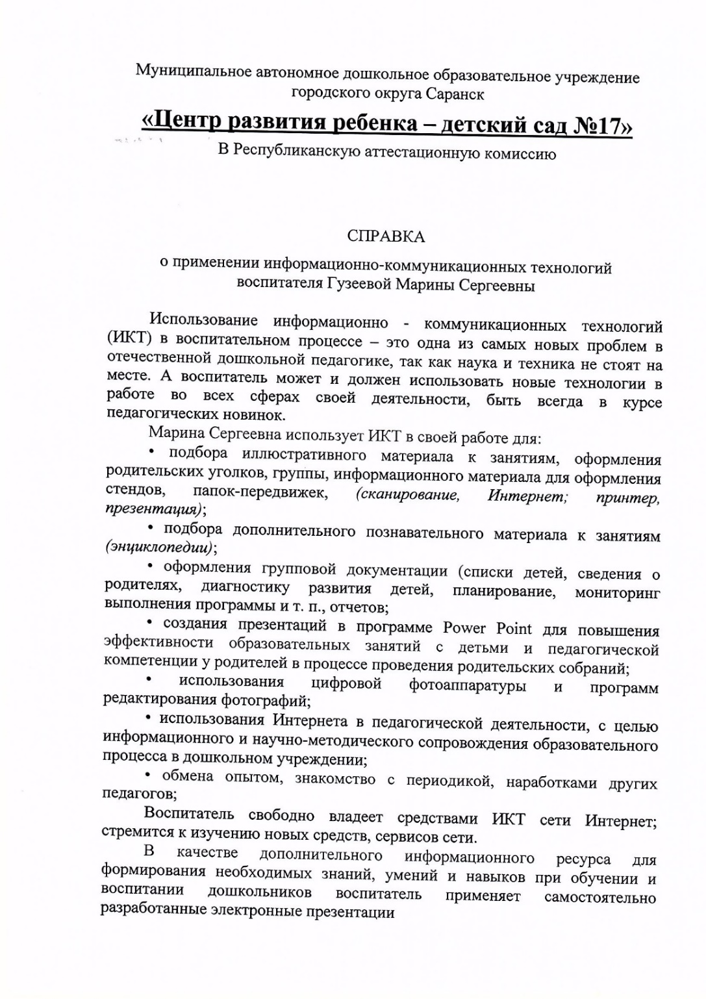 Муниципальное автономное дошкольное образовательное учреждение
городского округа Саранск
«Центр развития ребенка – детский сад №17»
В Республиканскую аттестационную комиссию
СПРАВКА
о применении информационно-коммуникационных технологий
воспитателя Гузеевой Марины Сергеевны
Использование информационно - коммуникационных технологий
(ИКТ) в воспитательном процессе – это одна из самых новых проблем в
отечественной дошкольной педагогике, так как наука и техника не стоят на
месте. А воспитатель может и должен использовать новые технологии в
работе во всех сферах своей деятельности, быть всегда в курсе
педагогических новинок.
Марина Сергеевна использует ИКТ в своей работе для:
• подбора иллюстративного материала к занятиям, оформления
родительских уголков, группы, информационного материала для оформления
стендов, папок-передвижек, (сканирование, Интернет; принтер,
презентация);
• подбора дополнительного познавательного материала к занятиям
(энциклопедии);
• оформления групповой документации (списки детей, сведения о
родителях, диагностику развития детей, планирование, мониторинг
выполнения программы и т. п., отчетов;
• создания презентаций в программе Power Point для повышения
эффективности образовательных занятий с детьми и педагогической
компетенции у родителей в процессе проведения родительских собраний;
• использования цифровой фотоаппаратуры и программ
редактирования фотографий;
• использования Интернета в педагогической деятельности, с целью
информационного и научно-методического сопровождения образовательного
процесса в дошкольном учреждении;
• обмена опытом, знакомство с периодикой, наработками других
педагогов;
Воспитатель свободно владеет средствами ИКТ сети Интернет;
стремится к изучению новых средств, сервисов сети.
В качестве дополнительного информационного ресурса для
формирования необходимых знаний, умений и навыков при обучении и
воспитании дошкольников воспитатель применяет самостоятельно
разработанные электронные презентации